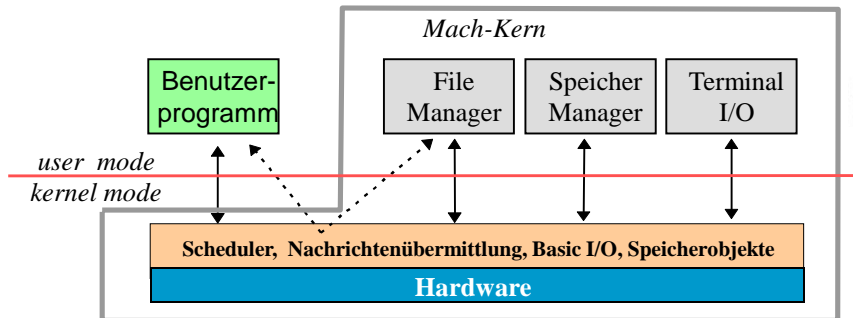 Mach-Kern
Benutzer-
programm
File
Manager
Speicher
Manager
Terminal
I/O
user mode
kernel mode
Scheduler, Nachrichtenübermittlung, Basic I/O, Speicherobjekte
Hardware